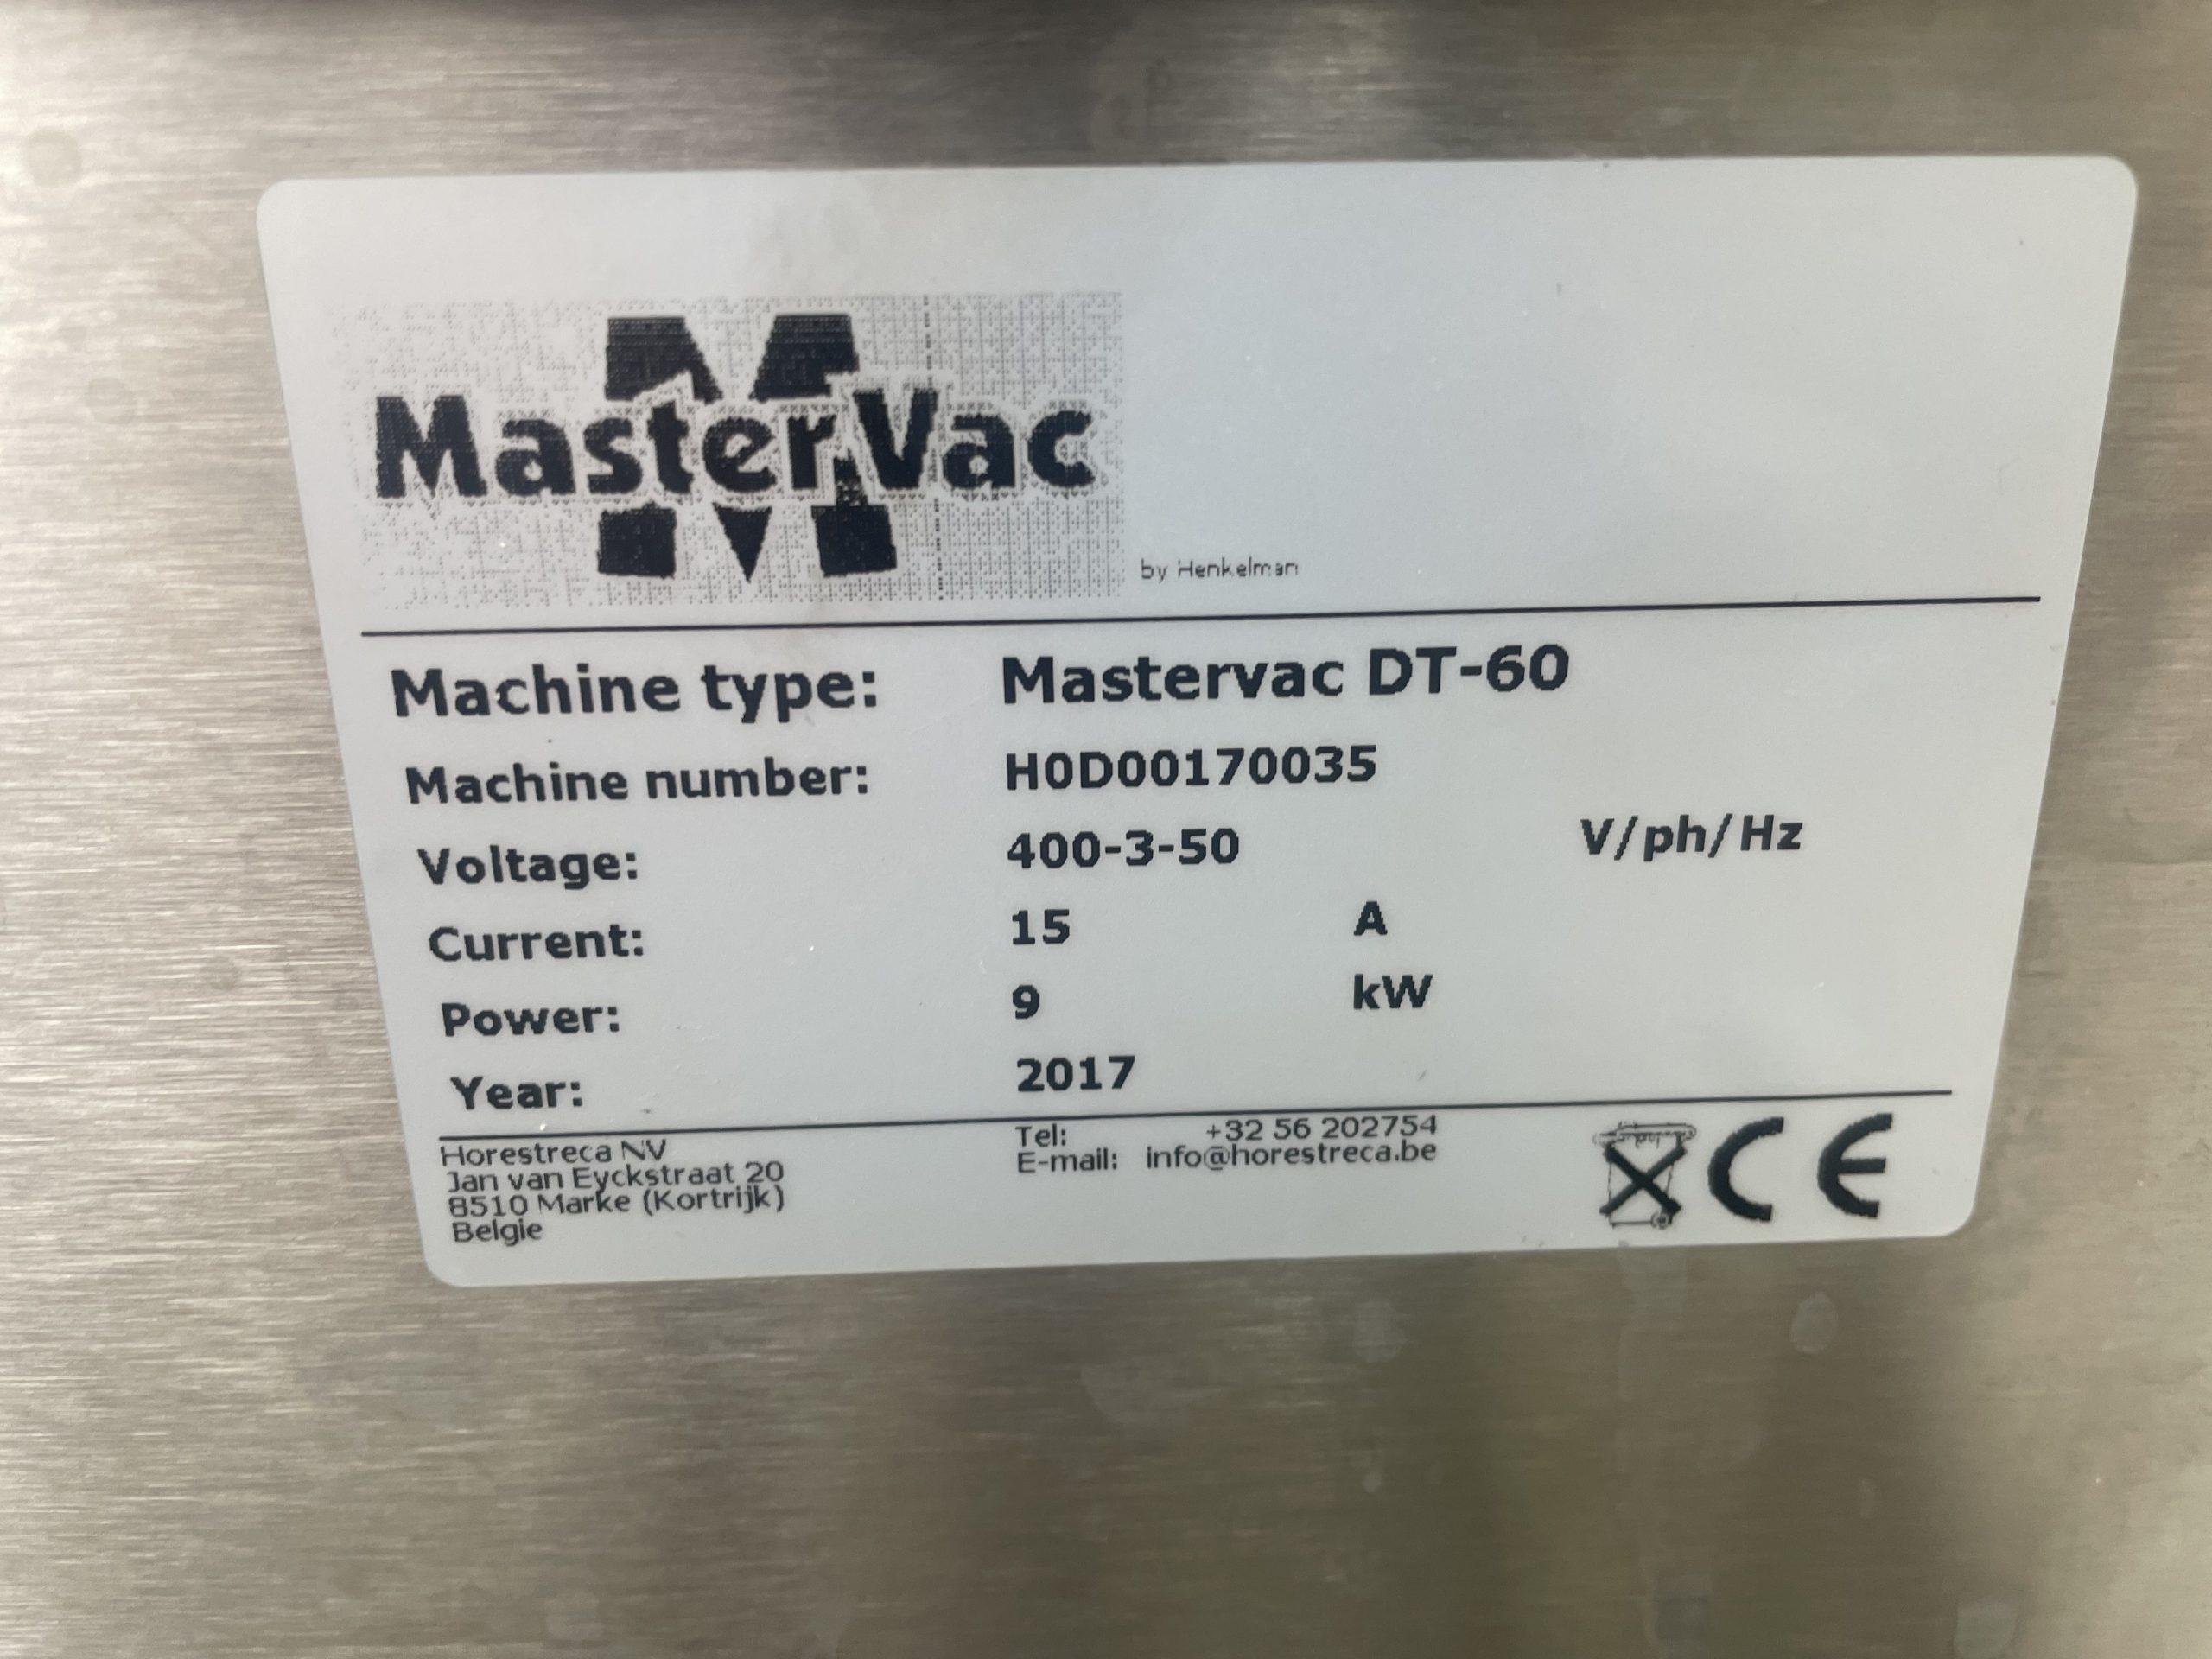 MasterVac
by Henkelman
Machine type: Mastervac DT-60
Machine number: H0D00170035
Voltage: 400-3-50 V/ph/Hz
Current: 15 A
Power: 9 kW
Year: 2017
Horestreca NV
Jan van Eyckstraat 20
8510 Marke (Kortrijk)
Belgie
Tel: +32 56 202754
E-mail: info@horestreca.be
CE